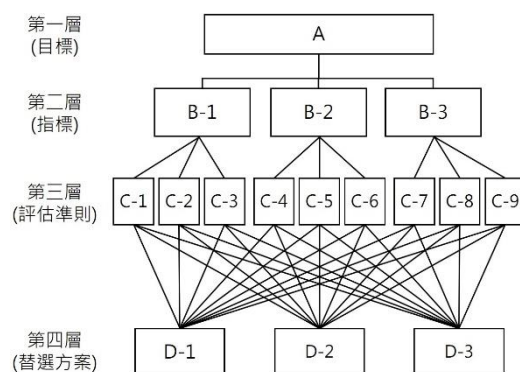 第一層
(目標)
A
第二層
(指標)
B-1
B-2
B-3
第三層
(評估準則)
C-1
C-2
C-3
C-4
C-5
C-6
C-7
C-8
C-9
第四層
(替選方案)
D-1
D-2
D-3